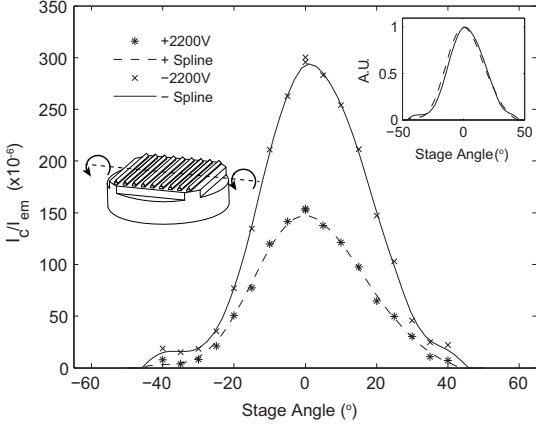 350
300
250
200
150
100
50
0
I_C/I_em (x10^-6)
* +2200V
– – + Spline
× −2200V
— − Spline
−60 −40 −20 0 20 40 60
Stage Angle (°)
1
0.5
0
A.U.
−50 0 50
Stage Angle(°)